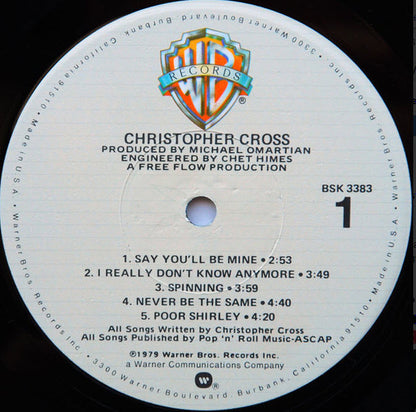 3300 Warner Boulevard, Burbank, California 91510 • Made in U.S.A. • Warner Bros. Records Inc. • 3300 Warner Boulevard, Burbank, California 91510 • Made in U.S.A. • Warner Bros. Records Inc. •
WB
RECORDS
®
CHRISTOPHER CROSS
PRODUCED BY MICHAEL OMARTIAN
ENGINEERED BY CHET HIMES
A FREE FLOW PRODUCTION
BSK 3383
1
1. SAY YOU'LL BE MINE • 2:53
2. I REALLY DON'T KNOW ANYMORE • 3:49
3. SPINNING • 3:59
4. NEVER BE THE SAME • 4:40
5. POOR SHIRLEY • 4:20
All Songs Written by Christopher Cross
All Songs Published by Pop 'n' Roll Music-ASCAP
℗1979 Warner Bros. Records Inc.
a Warner Communications Company
W